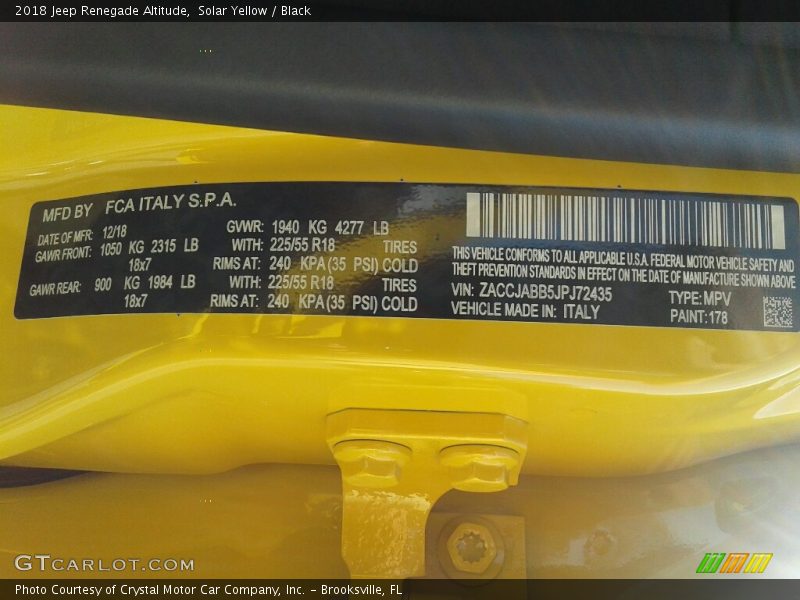 2018 Jeep Renegade Altitude, Solar Yellow / Black
MFD BY FCA ITALY S.P.A.
DATE OF MFR: 12/18
GAWR FRONT: 1050 KG 2315 LB
18x7
GAWR REAR: 900 KG 1984 LB
18x7
GVWR: 1940 KG 4277 LB
WITH: 225/55 R18 TIRES
RIMS AT: 240 KPA (35 PSI) COLD
WITH: 225/55 R18 TIRES
RIMS AT: 240 KPA (35 PSI) COLD
THIS VEHICLE CONFORMS TO ALL APPLICABLE U.S.A. FEDERAL MOTOR VEHICLE SAFETY AND
THEFT PREVENTION STANDARDS IN EFFECT ON THE DATE OF MANUFACTURE SHOWN ABOVE
VIN: ZACCJABB5JPJ72435 TYPE: MPV
VEHICLE MADE IN: ITALY PAINT: 178
GTCARLOT.COM
Photo Courtesy of Crystal Motor Car Company, Inc. – Brooksville, FL